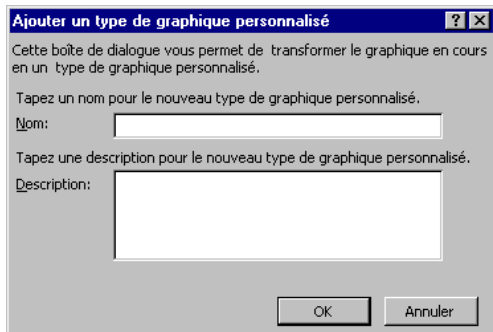 Ajouter un type de graphique personnalisé
Cette boîte de dialogue vous permet de transformer le graphique en cours
en un type de graphique personnalisé.
Tapez un nom pour le nouveau type de graphique personnalisé.
Nom:
Tapez une description pour le nouveau type de graphique personnalisé.
Description:
OK Annuler